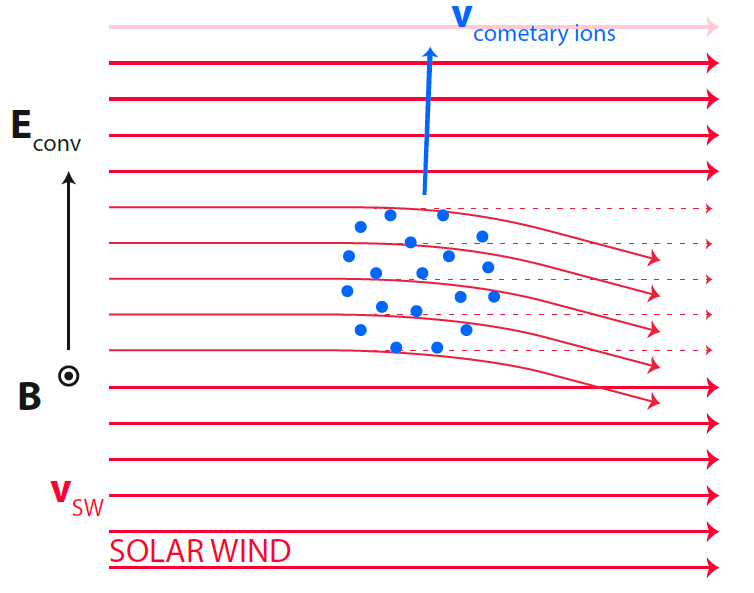 v cometary ions
E conv
B
v SW
SOLAR WIND